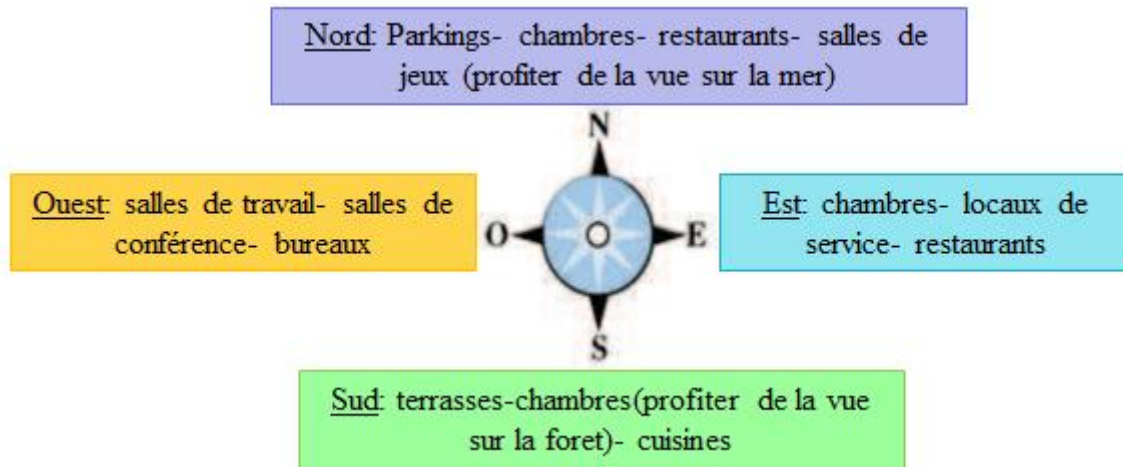 Nord: Parkings- chambres- restaurants- salles de
jeux (profiter de la vue sur la mer)
N
Ouest: salles de travail- salles de
conférence- bureaux
O
E
Est: chambres- locaux de
service- restaurants
S
Sud: terrasses-chambres(profiter de la vue
sur la foret)- cuisines